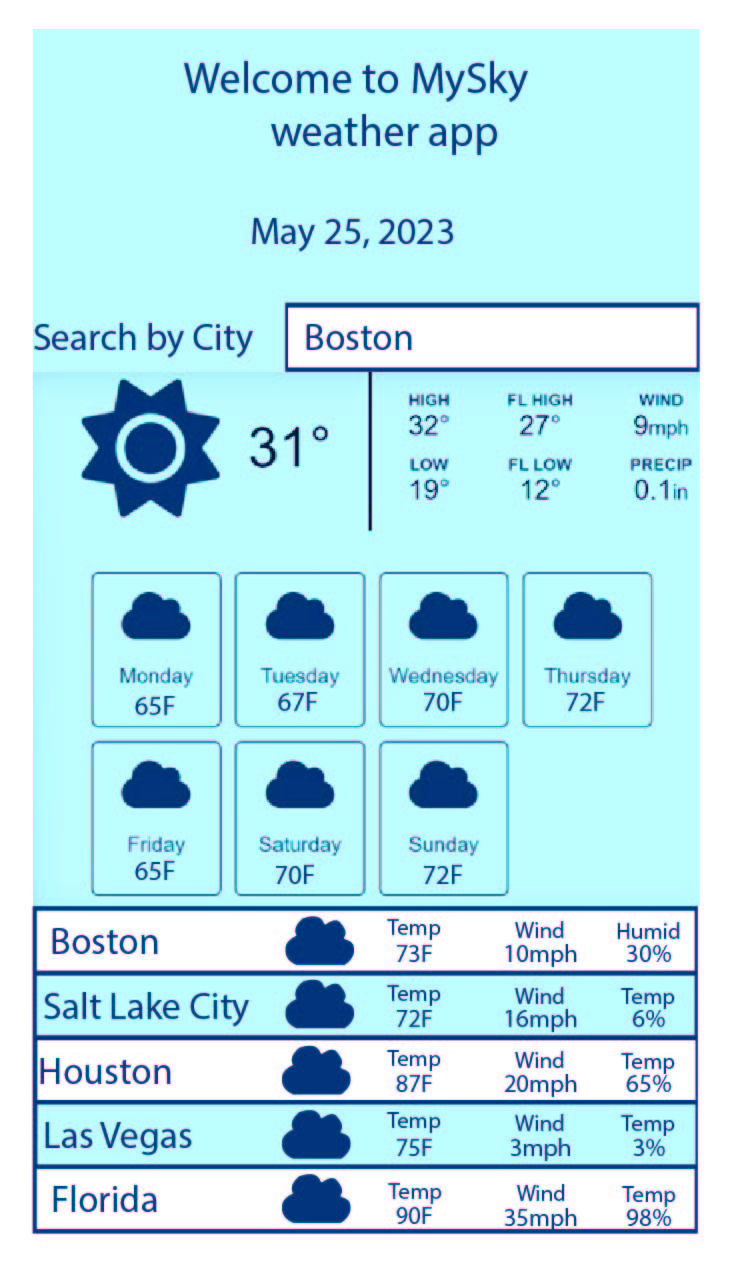 Welcome to MySky
weather app
May 25, 2023
Search by City Boston
31°
HIGH FL HIGH WIND
32° 27° 9mph
LOW FL LOW PRECIP
19° 12° 0.1in
Monday Tuesday Wednesday Thursday
65F 67F 70F 72F
Friday Saturday Sunday
65F 70F 72F
Boston Temp Wind Humid
73F 10mph 30%
Salt Lake City Temp Wind Temp
72F 16mph 6%
Houston Temp Wind Temp
87F 20mph 65%
Las Vegas Temp Wind Temp
75F 3mph 3%
Florida Temp Wind Temp
90F 35mph 98%